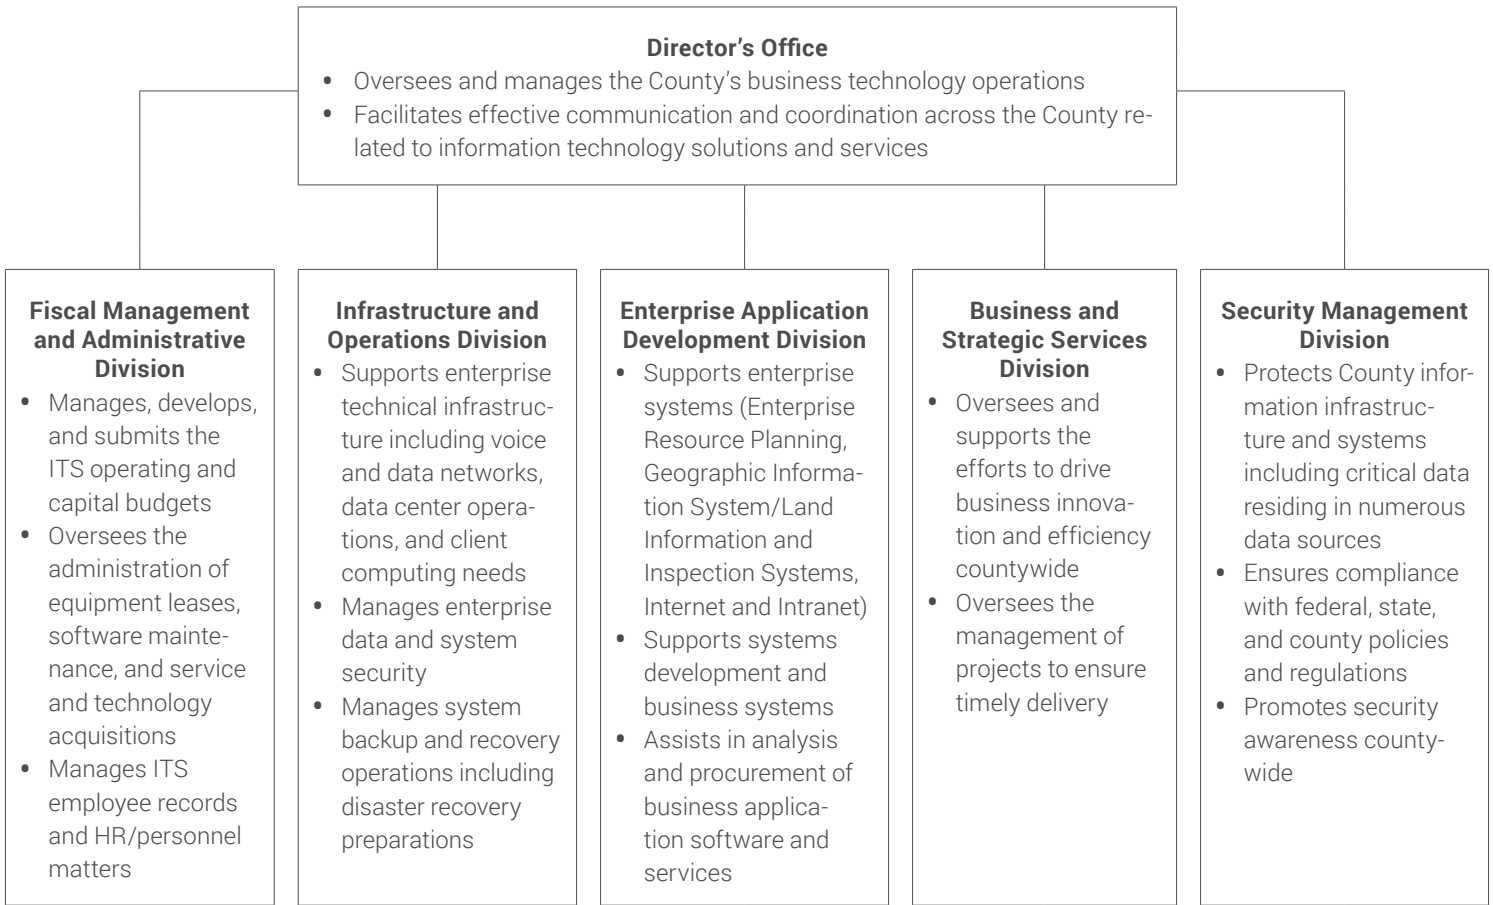 Director’s Office
• Oversees and manages the County’s business technology operations
• Facilitates effective communication and coordination across the County re-
lated to information technology solutions and services
Fiscal Management
and Administrative
Division
• Manages, develops,
and submits the
ITS operating and
capital budgets
• Oversees the
administration of
equipment leases,
software mainte-
nance, and service
and technology
acquisitions
• Manages ITS
employee records
and HR/personnel
matters
Infrastructure and
Operations Division
• Supports enterprise
technical infrastruc-
ture including voice
and data networks,
data center opera-
tions, and client
computing needs
• Manages enterprise
data and system
security
• Manages system
backup and recovery
operations including
disaster recovery
preparations
Enterprise Application
Development Division
• Supports enterprise
systems (Enterprise
Resource Planning,
Geographic Informa-
tion System/Land
Information and
Inspection Systems,
Internet and Intranet)
• Supports systems
development and
business systems
• Assists in analysis
and procurement of
business applica-
tion software and
services
Business and
Strategic Services
Division
• Oversees and
supports the
efforts to drive
business innova-
tion and efficiency
countywide
• Oversees the
management of
projects to ensure
timely delivery
Security Management
Division
• Protects County infor-
mation infrastruc-
ture and systems
including critical data
residing in numerous
data sources
• Ensures compliance
with federal, state,
and county policies
and regulations
• Promotes security
awareness county-
wide